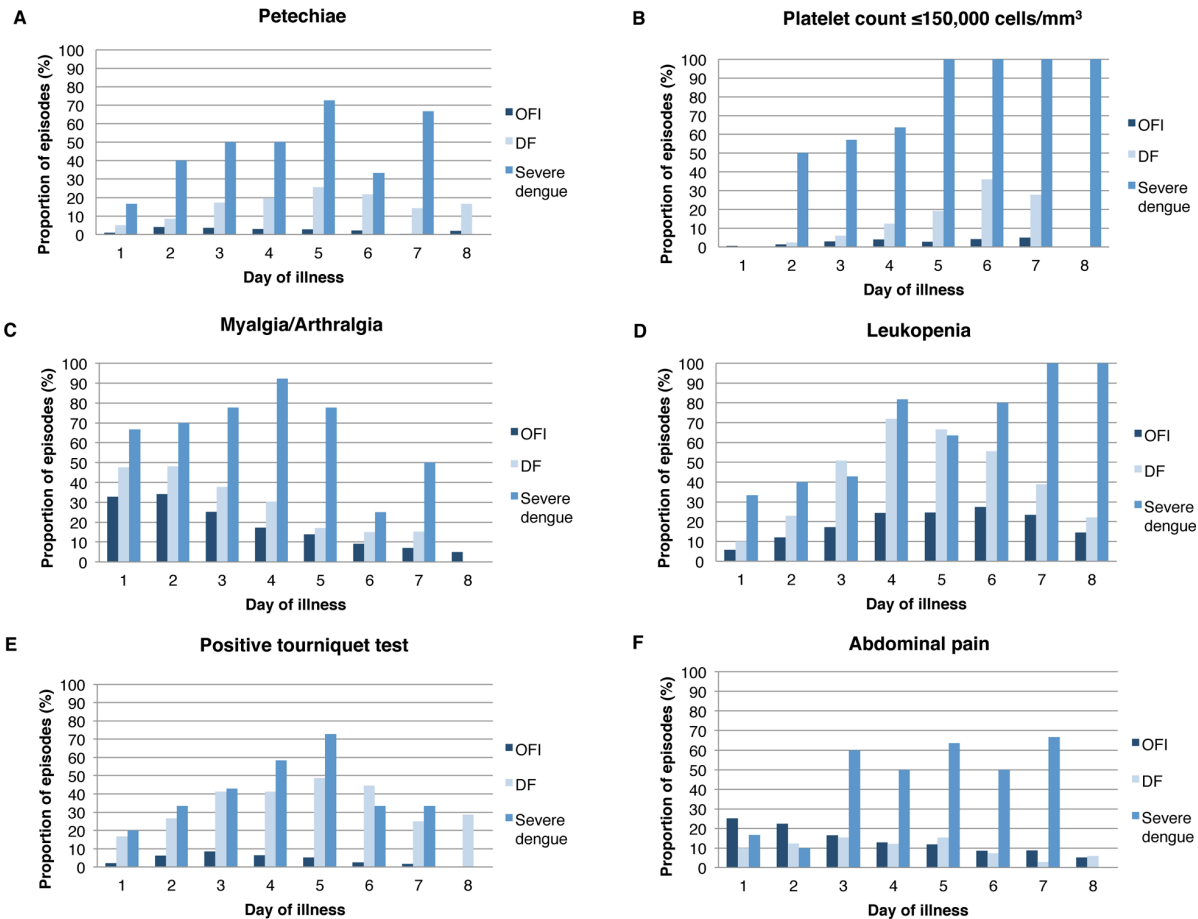 A
Petechiae
Proportion of episodes (%)
100
90
80
70
60
50
40
30
20
10
0
1 2 3 4 5 6 7 8
Day of illness
OFI
DF
Severe
dengue
B
Platelet count ≤150,000 cells/mm³
Proportion of episodes (%)
100
90
80
70
60
50
40
30
20
10
0
1 2 3 4 5 6 7 8
Day of illness
OFI
DF
Severe
dengue
C
Myalgia/Arthralgia
Proportion of episodes (%)
100
90
80
70
60
50
40
30
20
10
0
1 2 3 4 5 6 7 8
Day of illness
OFI
DF
Severe
dengue
D
Leukopenia
Proportion of episodes (%)
100
90
80
70
60
50
40
30
20
10
0
1 2 3 4 5 6 7 8
Day of illness
OFI
DF
Severe
dengue
E
Positive tourniquet test
Proportion of episodes (%)
100
90
80
70
60
50
40
30
20
10
0
1 2 3 4 5 6 7 8
Day of illness
OFI
DF
Severe
dengue
F
Abdominal pain
Proportion of episodes (%)
100
90
80
70
60
50
40
30
20
10
0
1 2 3 4 5 6 7 8
Day of illness
OFI
DF
Severe
dengue